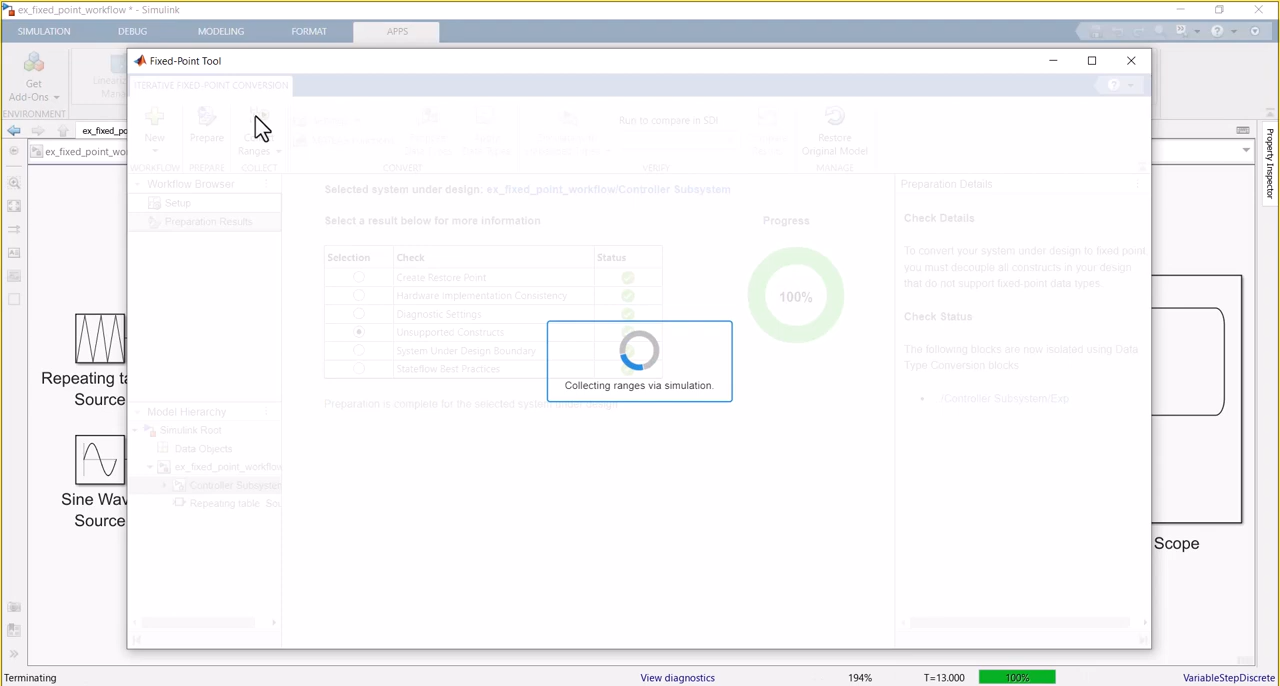 ex_fixed_point_workflow * - Simulink
SIMULATION DEBUG MODELING FORMAT APPS
Get
Add-Ons
ENVIRONMENT
ex_fixed_po
ex_fixed_point_wo
Fixed-Point Tool
ITERATIVE FIXED-POINT CONVERSION
New
Prepare
Ranges
Run to compare in SDI
Restore
Original Model
WORKFLOW PREPARE COLLECT CONVERT VERIFY MANAGE
Workflow Browser
Setup
Preparation Results
Selected system under design: ex_fixed_point_workflow/Controller Subsystem
Select a result below for more information
Progress
Selection Check Status
Create Restore Point
Hardware Implementation Consistency
Diagnostic Settings
Unsupported Constructs
System Under Design Boundary
Stateflow Best Practices
100%
Collecting ranges via simulation.
Preparation is complete for the selected system under design
Model Hierarchy
Simulink Root
Data Objects
ex_fixed_point_workflow
Controller Subsystem
Repeating table Sou
Preparation Details
Check Details
To convert your system under design to fixed point
you must decouple all constructs in your design
that do not support fixed-point data types.
Check Status
The following blocks are now isolated using Data
Type Conversion blocks
• ./Controller Subsystem/Exp
Repeating ta
Source
Sine Wav
Source
Scope
Property Inspector
Terminating
View diagnostics
194%
T=13.000
100%
VariableStepDiscrete